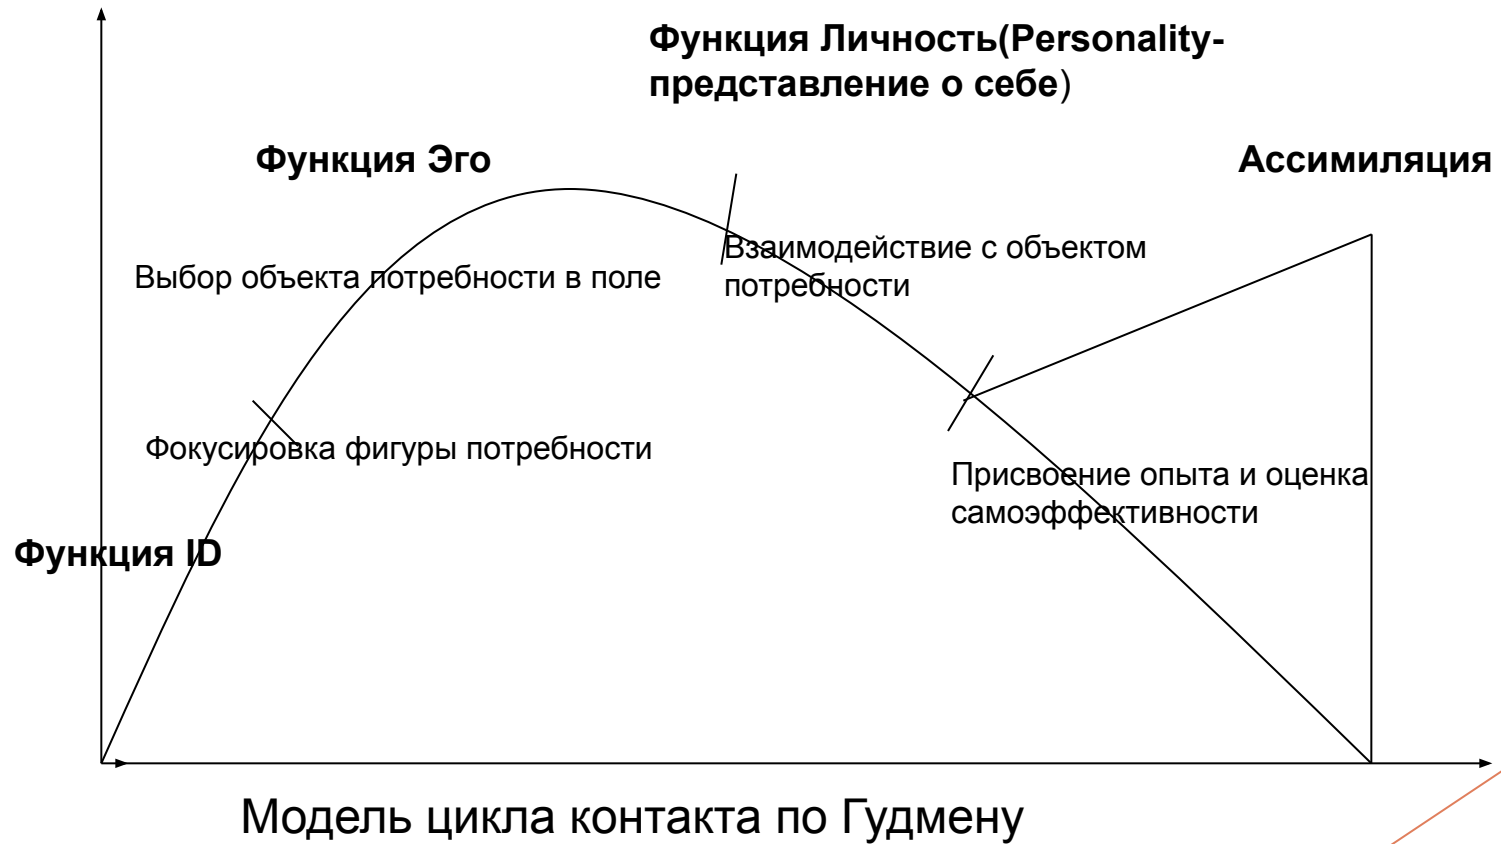 Функция Личность(Personality-
представление о себе)
Функция Эго
Ассимиляция
Взаимодействие с объектом
потребности
Выбор объекта потребности в поле
Фокусировка фигуры потребности
Присвоение опыта и оценка
самоэффективности
Функция ID
Модель цикла контакта по Гудмену